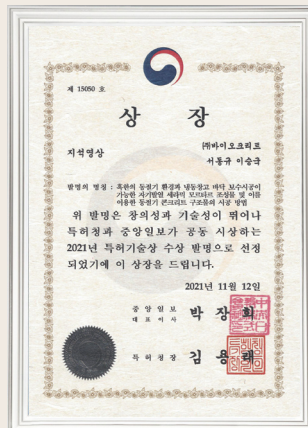 제 15050 호
상 장
지석영상
㈜바이오크리트
서동규 이승국
발명의 명칭 : 혹한의 동절기 환경과 냉동창고 바닥 보수시공이
가능한 자기발열 세라믹 모르타르 조성물 및 이를
이용한 동절기 콘크리트 구조물의 시공 방법
위 발명은 창의성과 기술성이 뛰어나
특허청과 중앙일보가 공동 시상하는
2021년 특허기술상 수상 발명으로 선정
되었기에 이 상장을 드립니다.
2021년 11월 12일
중앙일보
대표이사
박 장 희
특허청장
김 용 래